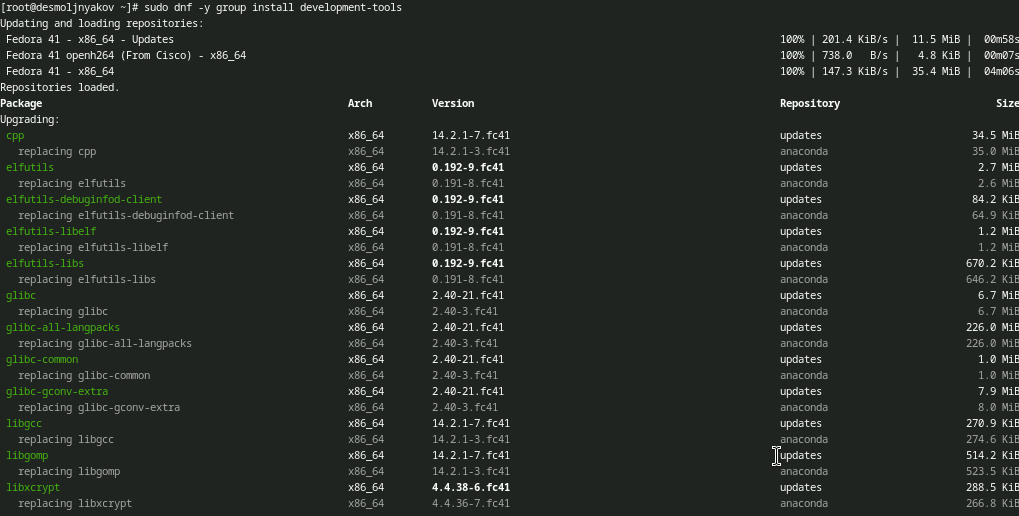 [root@desmoljnyakov ~]# sudo dnf -y group install development-tools
Updating and loading repositories:
Fedora 41 - x86_64 - Updates 100% | 201.4 KiB/s | 11.5 MiB | 00m58s
Fedora 41 openh264 (From Cisco) - x86_64 100% | 738.0 B/s | 4.8 KiB | 00m07s
Fedora 41 - x86_64 100% | 147.3 KiB/s | 35.4 MiB | 04m06s
Repositories loaded.
Package Arch Version Repository Size
Upgrading:
cpp x86_64 14.2.1-7.fc41 updates 34.5 MiB
replacing cpp x86_64 14.2.1-3.fc41 anaconda 35.0 MiB
elfutils x86_64 0.192-9.fc41 updates 2.7 MiB
replacing elfutils x86_64 0.191-8.fc41 anaconda 2.6 MiB
elfutils-debuginfod-client x86_64 0.192-9.fc41 updates 84.2 KiB
replacing elfutils-debuginfod-client x86_64 0.191-8.fc41 anaconda 64.9 KiB
elfutils-libelf x86_64 0.192-9.fc41 updates 1.2 MiB
replacing elfutils-libelf x86_64 0.191-8.fc41 anaconda 1.2 MiB
elfutils-libs x86_64 0.192-9.fc41 updates 670.2 KiB
replacing elfutils-libs x86_64 0.191-8.fc41 anaconda 646.2 KiB
glibc x86_64 2.40-21.fc41 updates 6.7 MiB
replacing glibc x86_64 2.40-3.fc41 anaconda 6.7 MiB
glibc-all-langpacks x86_64 2.40-21.fc41 updates 226.0 MiB
replacing glibc-all-langpacks x86_64 2.40-3.fc41 anaconda 226.0 MiB
glibc-common x86_64 2.40-21.fc41 updates 1.0 MiB
replacing glibc-common x86_64 2.40-3.fc41 anaconda 1.0 MiB
glibc-gconv-extra x86_64 2.40-21.fc41 updates 7.9 MiB
replacing glibc-gconv-extra x86_64 2.40-3.fc41 anaconda 8.0 MiB
libgcc x86_64 14.2.1-7.fc41 updates 270.9 KiB
replacing libgcc x86_64 14.2.1-3.fc41 anaconda 274.6 KiB
libgomp x86_64 14.2.1-7.fc41 updates 514.2 KiB
replacing libgomp x86_64 14.2.1-3.fc41 anaconda 523.5 KiB
libxcrypt x86_64 4.4.38-6.fc41 updates 288.5 KiB
replacing libxcrypt x86_64 4.4.36-7.fc41 anaconda 266.8 KiB